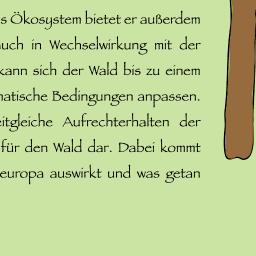 s Ökosystem bietet er außerdem
auch in Wechselwirkung mit der
kann sich der Wald bis zu einem
matische Bedingungen anpassen.
eitgleiche Aufrechterhalten der
für den Wald dar. Dabei kommt
europa auswirkt und was getan